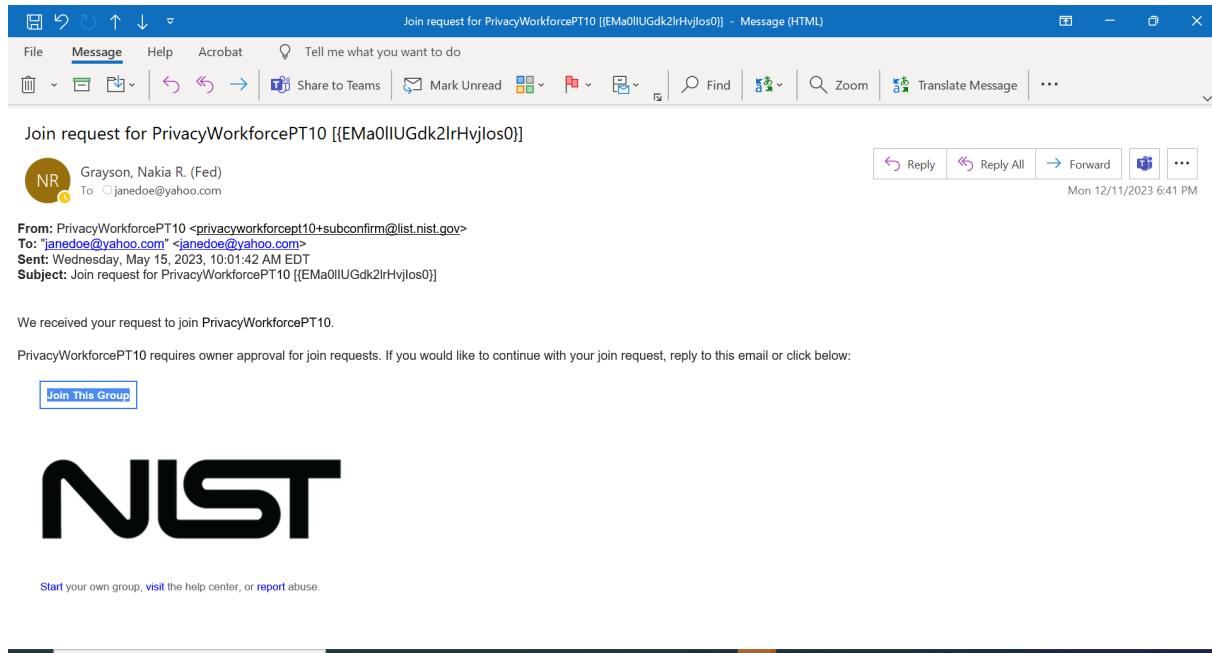 Join request for PrivacyWorkforcePT10 [{EMa0lIUGdk2lrHvjIos0}] - Message (HTML)
File Message Help Acrobat Tell me what you want to do
Share to Teams Mark Unread Find Zoom Translate Message
Join request for PrivacyWorkforcePT10 [{EMa0lIUGdk2lrHvjIos0}]
NR
Grayson, Nakia R. (Fed)
To janedoe@yahoo.com
Reply Reply All Forward
Mon 12/11/2023 6:41 PM
From: PrivacyWorkforcePT10 <privacyworkforcept10+subconfirm@list.nist.gov>
To: "janedoe@yahoo.com" <janedoe@yahoo.com>
Sent: Wednesday, May 15, 2023, 10:01:42 AM EDT
Subject: Join request for PrivacyWorkforcePT10 [{EMa0lIUGdk2lrHvjIos0}]
We received your request to join PrivacyWorkforcePT10.
PrivacyWorkforcePT10 requires owner approval for join requests. If you would like to continue with your join request, reply to this email or click below:
Join This Group
NIST
Start your own group, visit the help center, or report abuse.